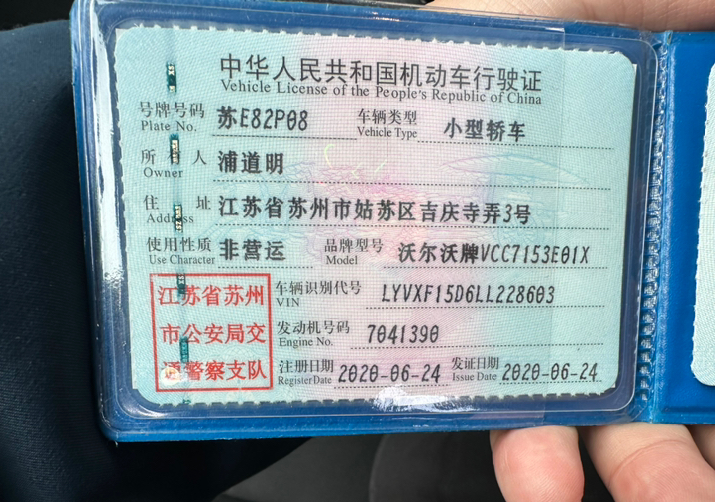 中华人民共和国机动车行驶证
Vehicle License of the People's Republic of China
号牌号码 Plate No. 苏E82P08 车辆类型 Vehicle Type 小型轿车
所有人 Owner 浦道明
住址 Address 江苏省苏州市姑苏区吉庆寺弄3号
使用性质 Use Character 非营运 品牌型号 Model 沃尔沃牌VCC7153E01X
江苏省苏州市公安局交通警察支队
车辆识别代号 VIN LYVXF15D6LL228603
发动机号码 Engine No. 7041390
注册日期 Register Date 2020-06-24 发证日期 Issue Date 2020-06-24